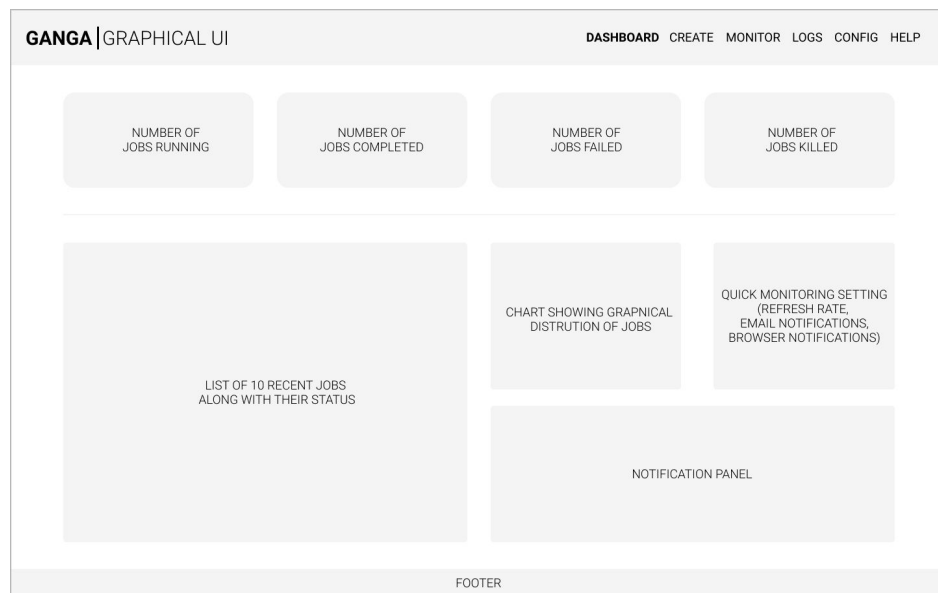 GANGA GRAPHICAL UI
DASHBOARD CREATE MONITOR LOGS CONFIG HELP
NUMBER OF
JOBS RUNNING
NUMBER OF
JOBS COMPLETED
NUMBER OF
JOBS FAILED
NUMBER OF
JOBS KILLED
LIST OF 10 RECENT JOBS
ALONG WITH THEIR STATUS
CHART SHOWING GRAPNICAL
DISTRUTION OF JOBS
QUICK MONITORING SETTING
(REFRESH RATE,
EMAIL NOTIFICATIONS,
BROWSER NOTIFICATIONS)
NOTIFICATION PANEL
FOOTER